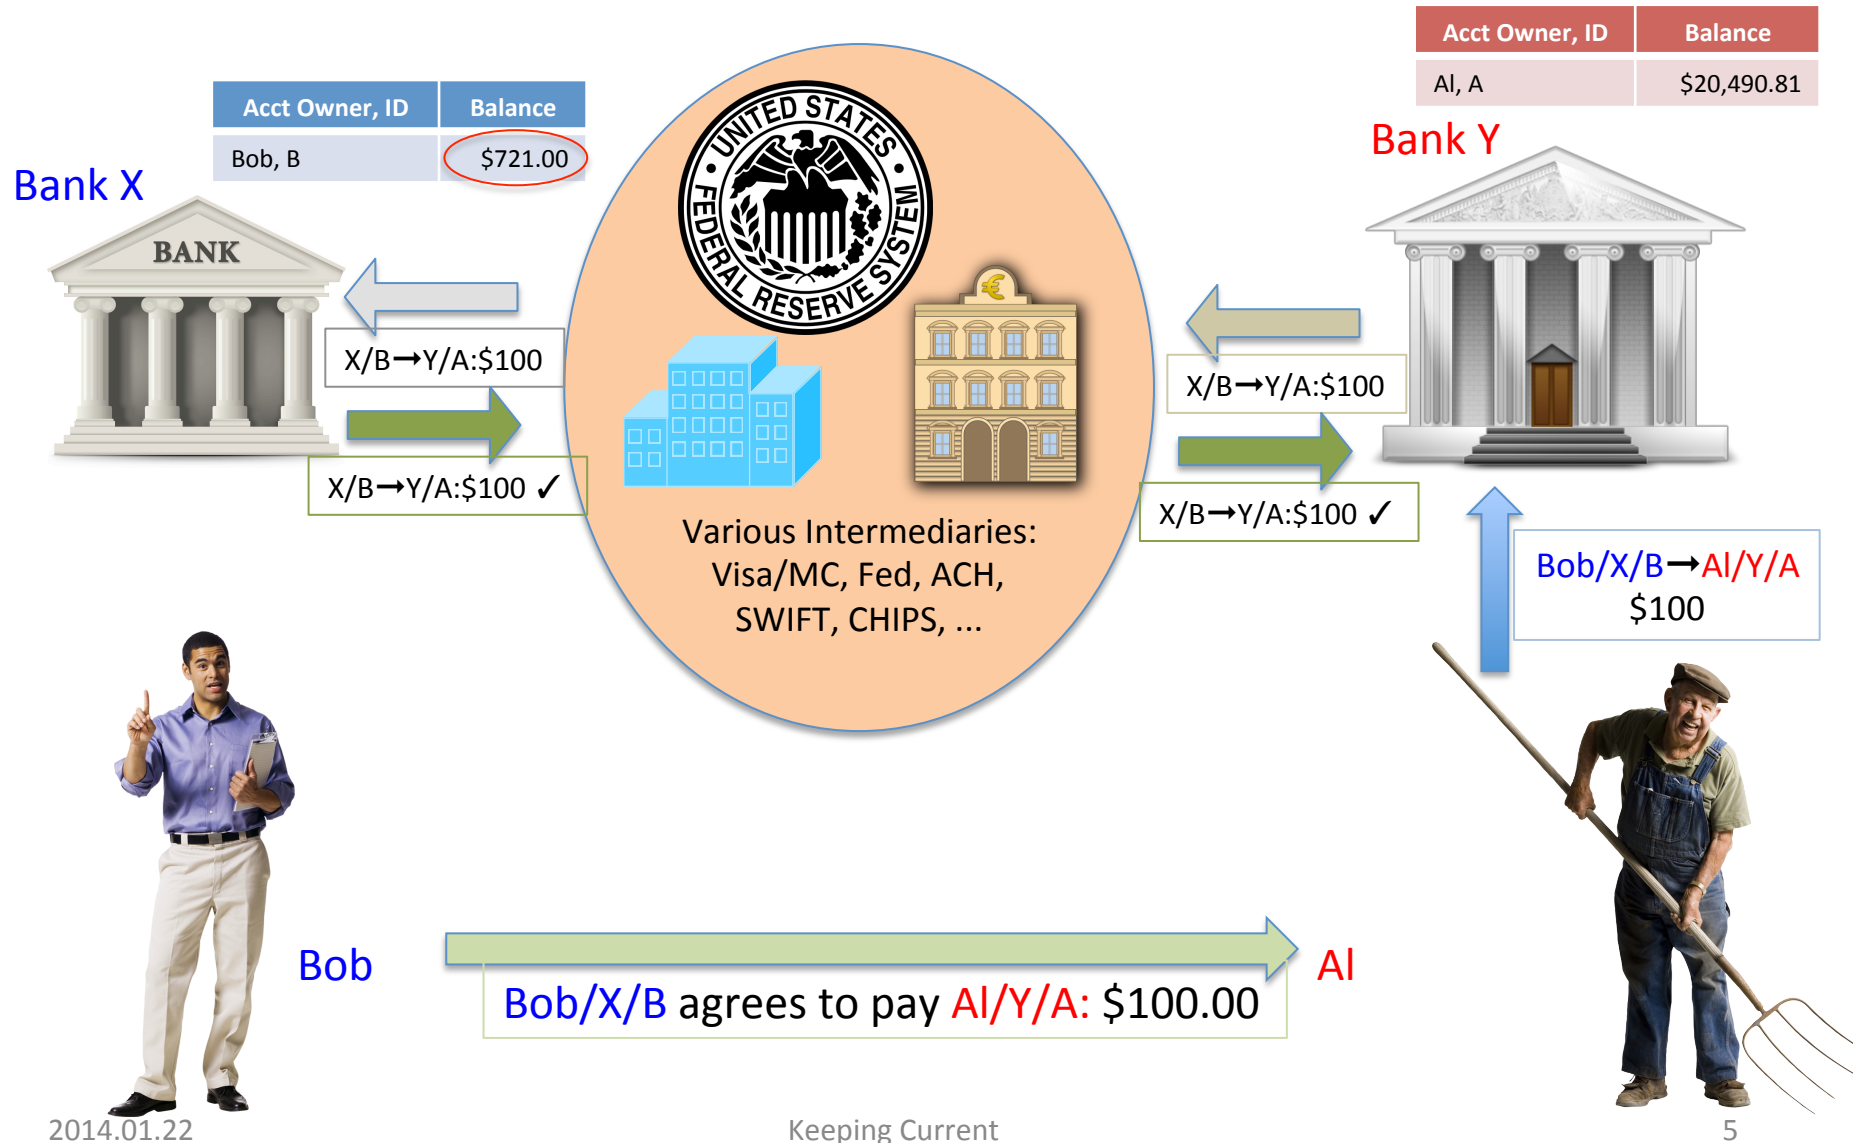 Acct Owner, ID Balance
Al, A $20,490.81
Bank Y
Acct Owner, ID Balance
Bob, B $721.00
Bank X
BANK
UNITED STATES
FEDERAL RESERVE SYSTEM
€
X/B→Y/A:$100
X/B→Y/A:$100 ✓
Various Intermediaries:
Visa/MC, Fed, ACH,
SWIFT, CHIPS, ...
X/B→Y/A:$100
X/B→Y/A:$100 ✓
Bob/X/B→Al/Y/A
$100
Bob
Al
Bob/X/B agrees to pay Al/Y/A: $100.00
2014.01.22
Keeping Current
5